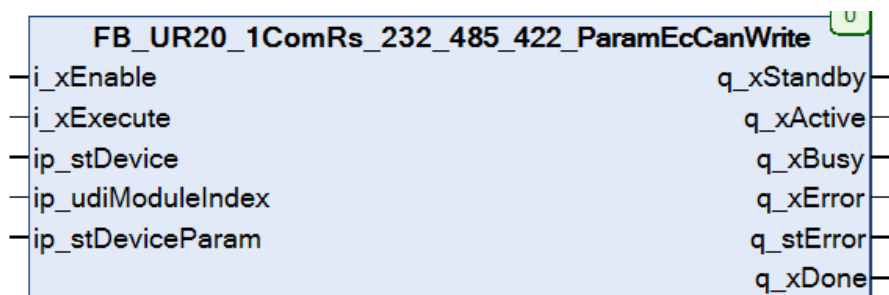 U
FB_UR20_1ComRs_232_485_422_ParamEcCanWrite
i_xEnable q_xStandby
i_xExecute q_xActive
ip_stDevice q_xBusy
ip_udiModuleIndex q_xError
ip_stDeviceParam q_stError
q_xDone